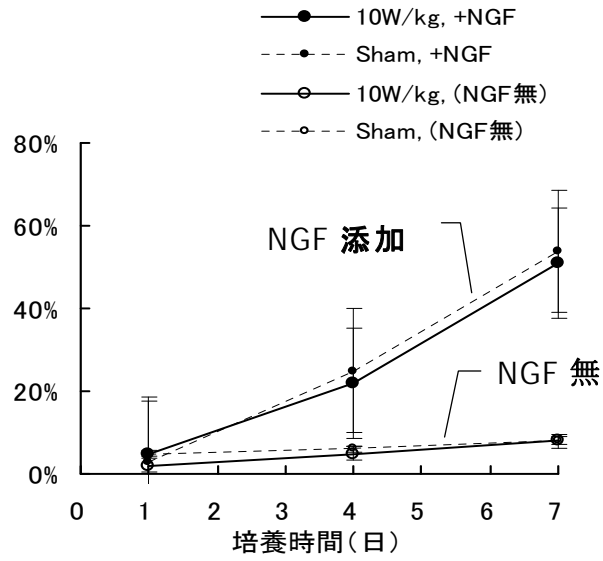 10W/kg, +NGF
Sham, +NGF
10W/kg, (NGF無)
Sham, (NGF無)
80%
60%
40%
20%
0%
NGF 添加
NGF 無
0 1 2 3 4 5 6 7
培養時間(日)